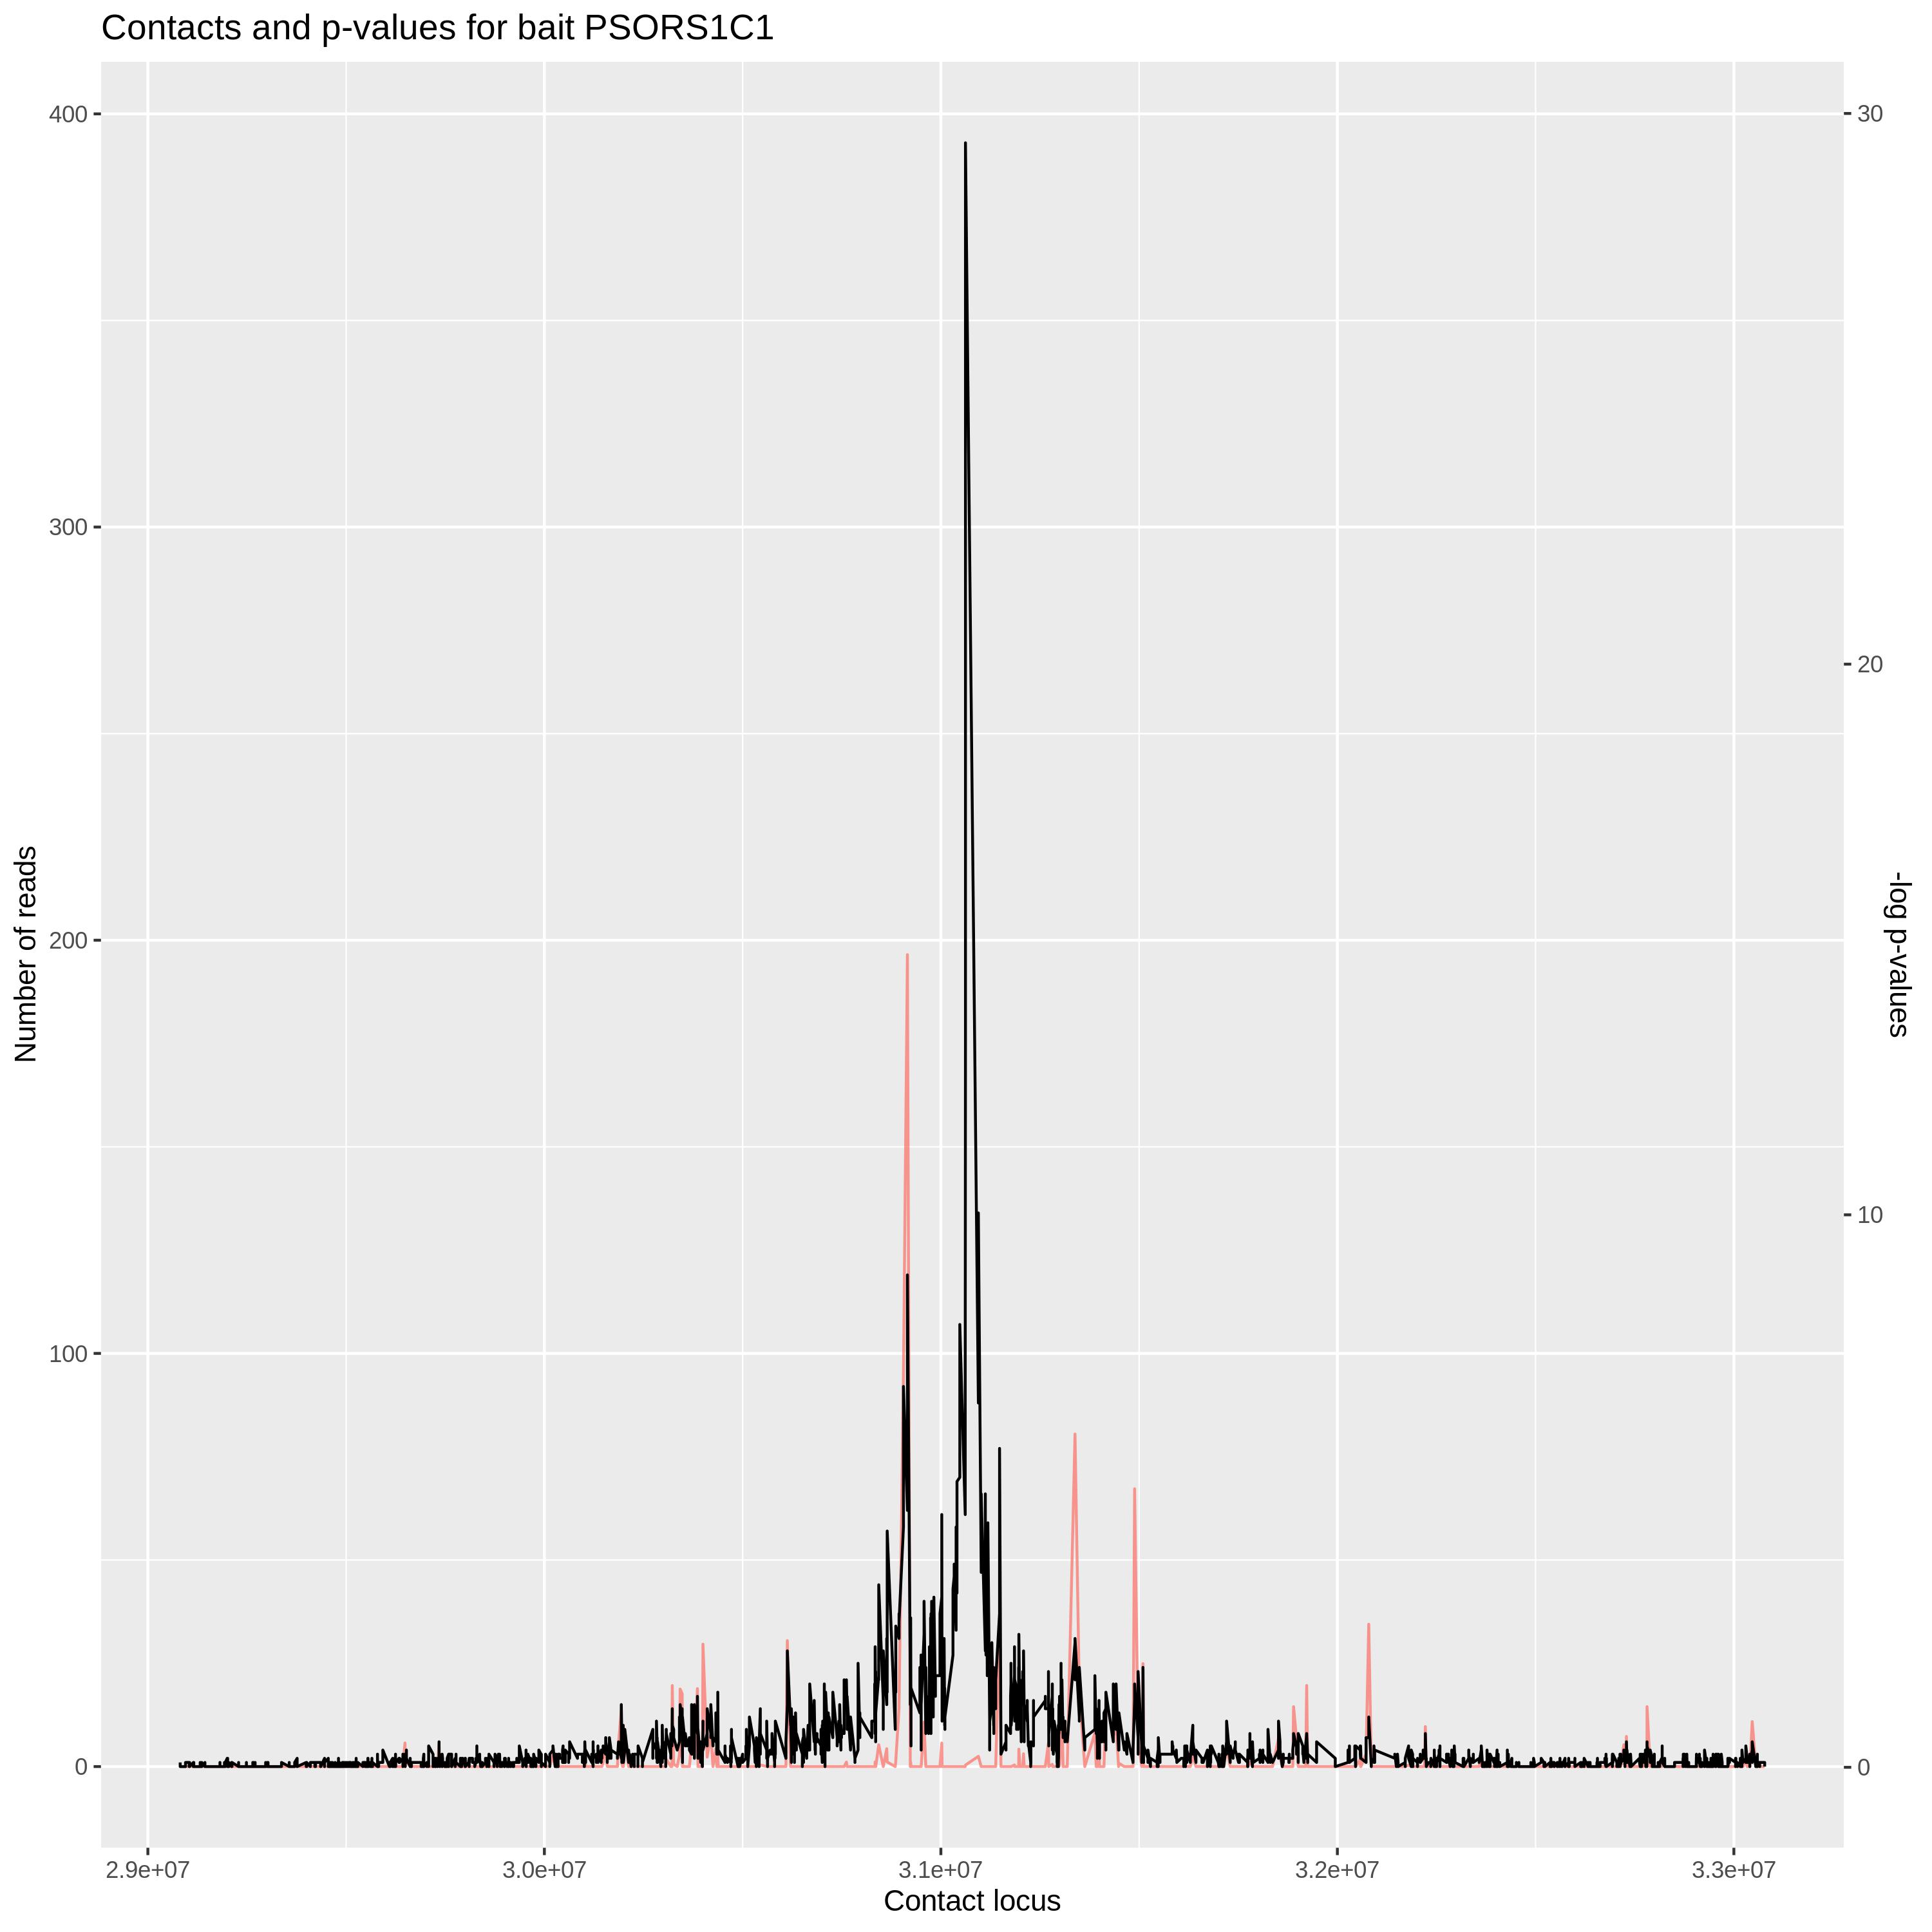 Contacts and p-values for bait PSORS1C1
400
300
200
100
0
30
20
10
0
Number of reads
-log p-values
2.9e+07 3.0e+07 3.1e+07 3.2e+07 3.3e+07
Contact locus